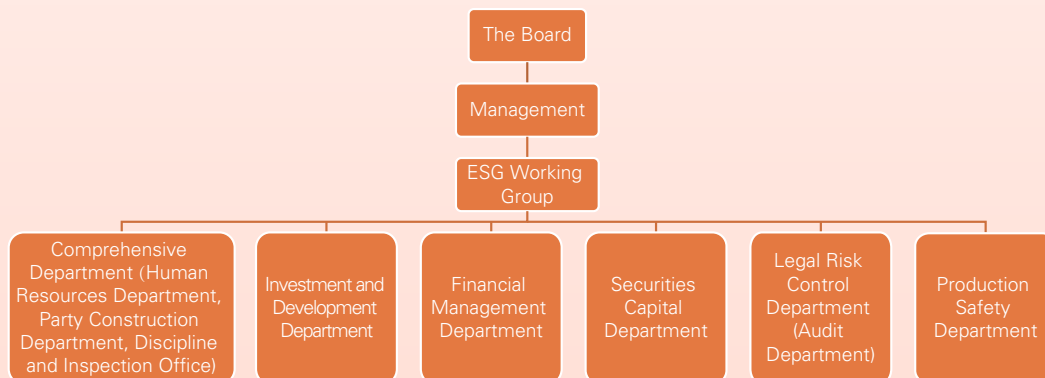 The Board
Management
ESG Working
Group
Comprehensive
Department (Human
Resources Department,
Party Construction
Department, Discipline
and Inspection Office)
Investment and
Development
Department
Financial
Management
Department
Securities
Capital
Department
Legal Risk
Control
Department
(Audit
Department)
Production
Safety
Department